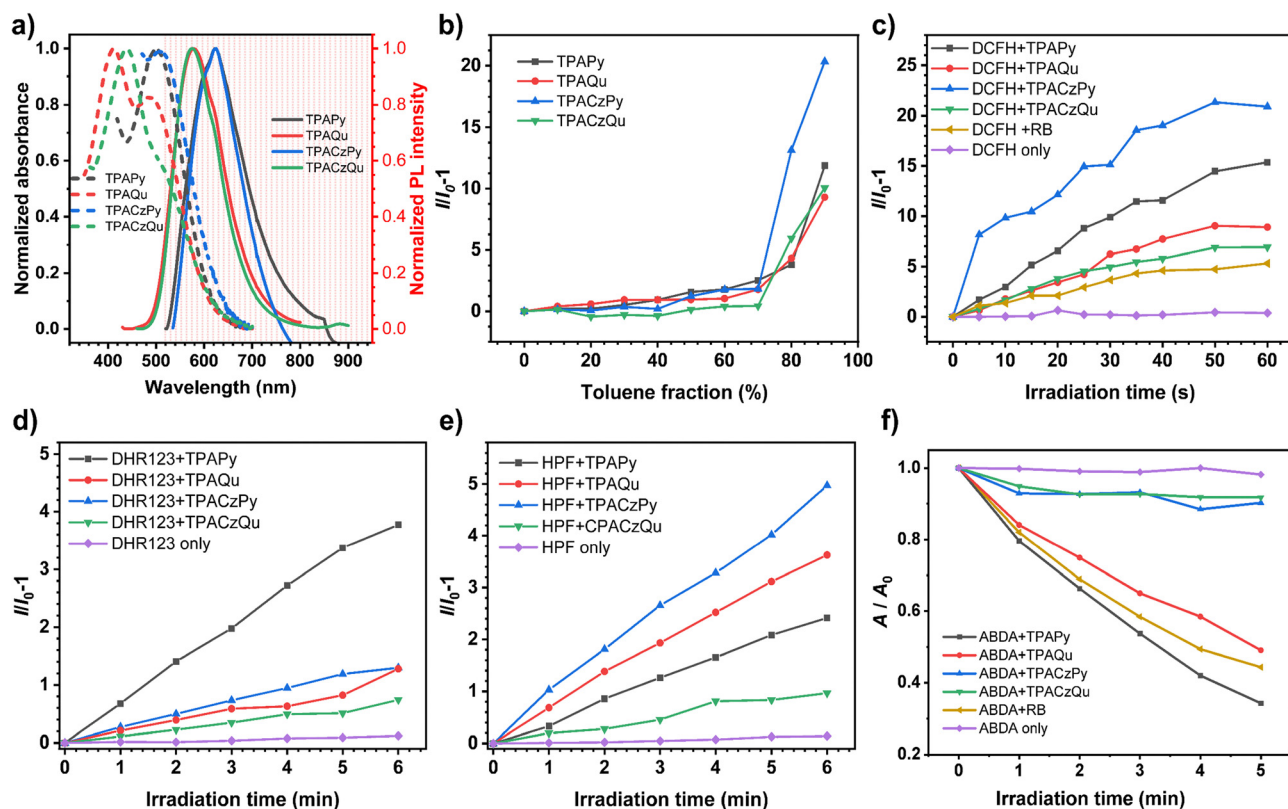 a)
Normalized absorbance
1.0
0.8
0.6
0.4
0.2
0.0
TPAPy
TPAQu
TPACzPy
TPACzQu
TPAPy
TPAQu
TPACzPy
TPACzQu
1.0
0.8
0.6
0.4
0.2
0.0
Normalized PL intensity
400 500 600 700 800 900
Wavelength (nm)
b)
I/I0-1
20
15
10
5
0
TPAPy
TPAQu
TPACzPy
TPACzQu
0 20 40 60 80 100
Toluene fraction (%)
c)
I/I0-1
25
20
15
10
5
0
DCFH+TPAPy
DCFH+TPAQu
DCFH+TPACzPy
DCFH+TPACzQu
DCFH +RB
DCFH only
0 10 20 30 40 50 60
Irradiation time (s)
d)
I/I0-1
5
4
3
2
1
0
DHR123+TPAPy
DHR123+TPAQu
DHR123+TPACzPy
DHR123+TPACzQu
DHR123 only
0 1 2 3 4 5 6
Irradiation time (min)
e)
I/I0-1
5
4
3
2
1
0
HPF+TPAPy
HPF+TPAQu
HPF+TPACzPy
HPF+CPACzQu
HPF only
0 1 2 3 4 5 6
Irradiation time (min)
f)
A / A0
1.0
0.8
0.6
0.4
0.2
ABDA+TPAPy
ABDA+TPAQu
ABDA+TPACzPy
ABDA+TPACzQu
ABDA+RB
ABDA only
0 1 2 3 4 5
Irradiation time (min)